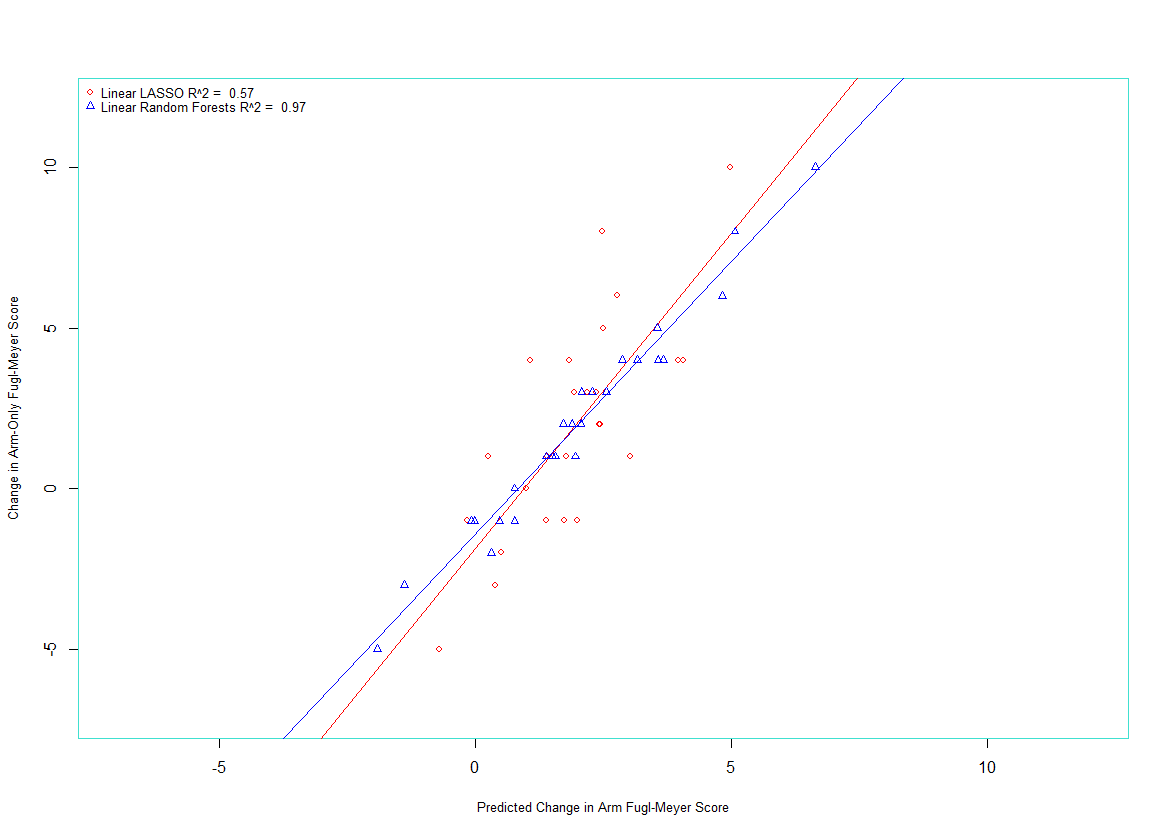 Linear LASSO R^2 = 0.57
Linear Random Forests R^2 = 0.97
10
5
0
-5
Change in Arm-Only Fugl-Meyer Score
-5
0
5
10
Predicted Change in Arm Fugl-Meyer Score